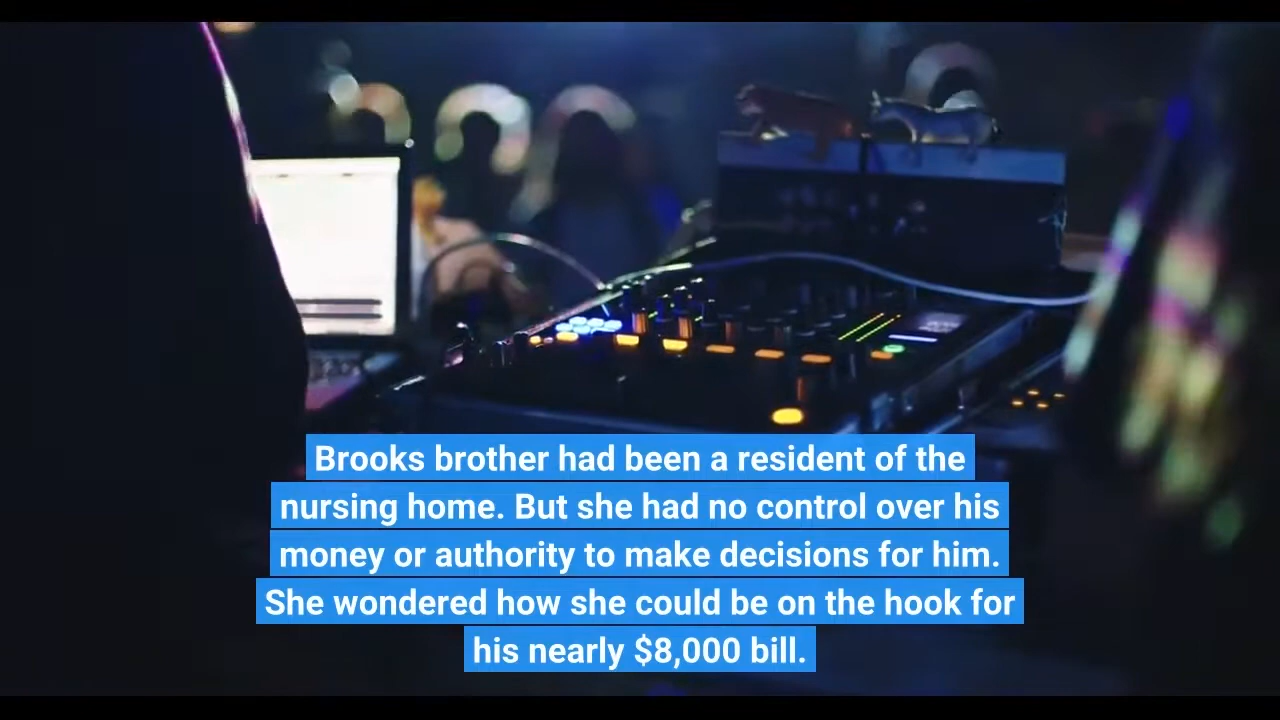 Brooks brother had been a resident of the
nursing home. But she had no control over his
money or authority to make decisions for him.
She wondered how she could be on the hook for
his nearly $8,000 bill.